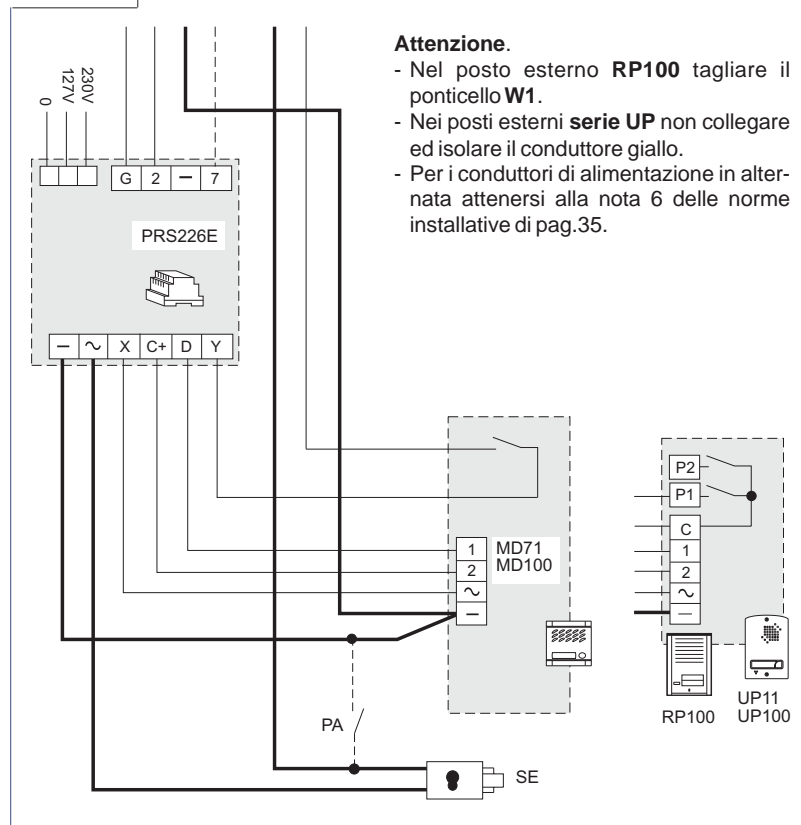 Attenzione.
- Nel posto esterno RP100 tagliare il
ponticello W1.
- Nei posti esterni serie UP non collegare
ed isolare il conduttore giallo.
- Per i conduttori di alimentazione in alter-
nata attenersi alla nota 6 delle norme
installative di pag.35.
0
127V
230V
G 2 – 7
PRS226E
– ~ X C+ D Y
1
2
~
–
MD71
MD100
P2
P1
C
1
2
~
–
RP100
UP11
UP100
PA
SE